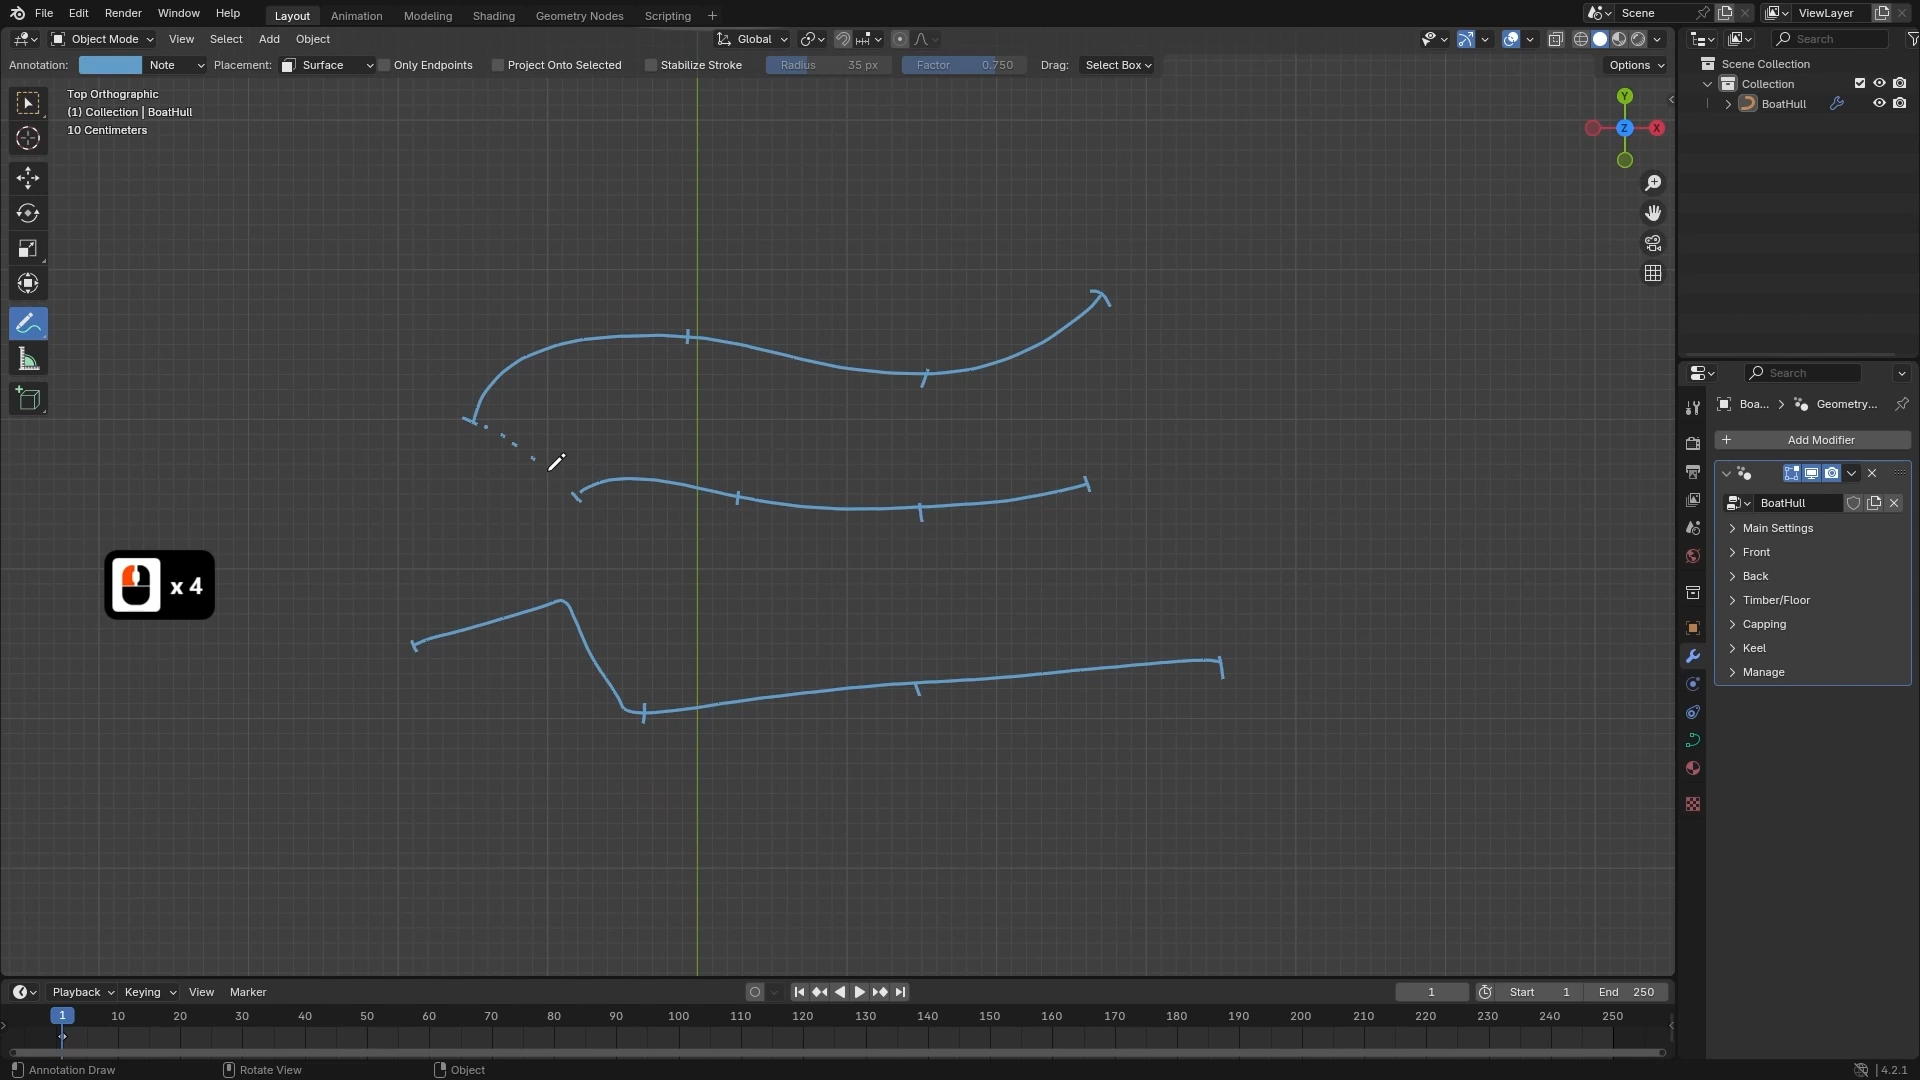 File Edit Render Window Help Layout Animation Modeling Shading Geometry Nodes Rendering Scripting + Scene ViewLayer
Object Mode View Select Add Object Global Search
Annotation: Note Placement: Surface Only Endpoints Project Onto Selected Stabilize Stroke Radius 35 px Factor 0.750 Drag: Select Box Options
Top Orthographic
(1) Collection | BoatHull
10 Centimeters
Y
Z
X
Scene Collection
Collection
BoatHull
x 4
Search
Boa... Geometry...
+ Add Modifier
BoatHull
Main Settings
Front
Back
Timber/Floor
Capping
Keel
Manage
Playback Keying View Marker 1 Start 1 End 250
1 10 20 30 40 50 60 70 80 90 100 110 120 130 140 150 160 170 180 190 200 210 220 230 240 250
Annotation Draw Rotate View Object 4.2.1